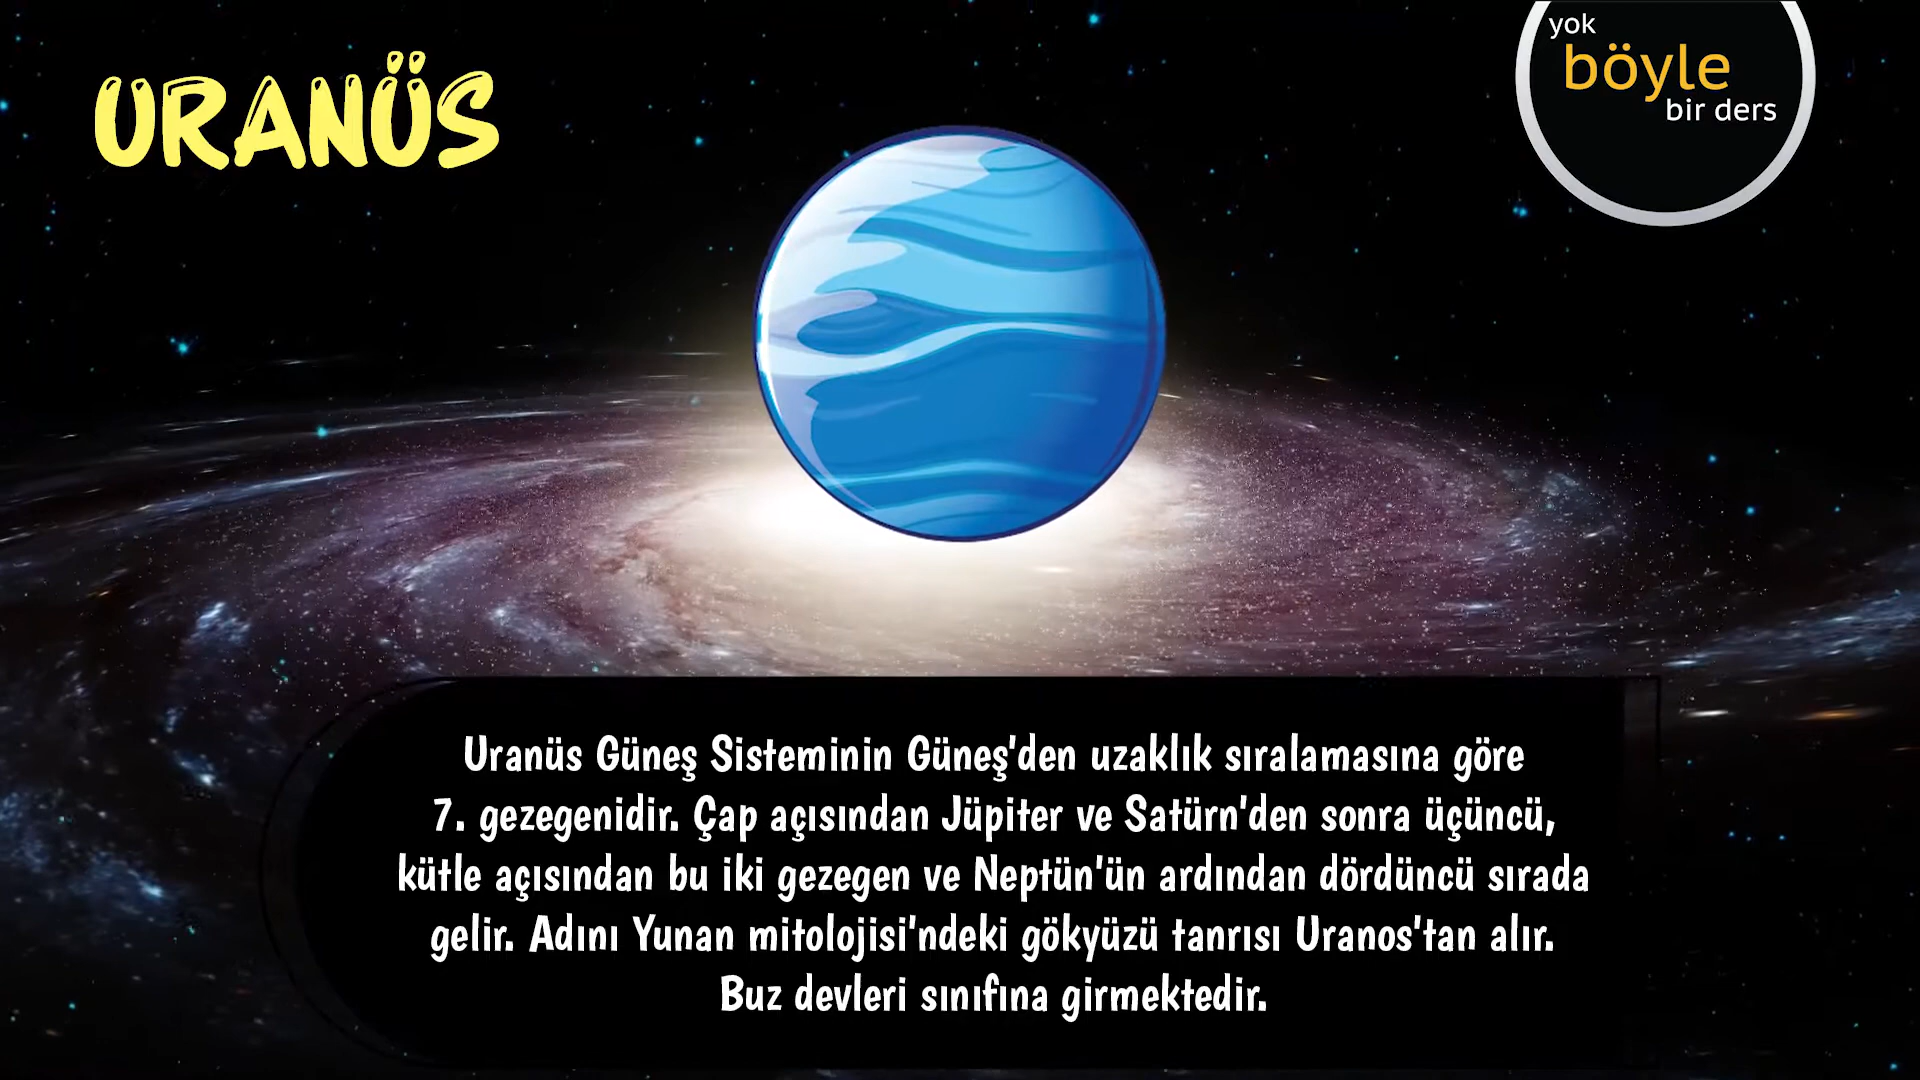 URANÜS
yok
böyle
bir ders
Uranüs Güneş Sisteminin Güneş'den uzaklık sıralamasına göre
7. gezegenidir. Çap açısından Jüpiter ve Satürn'den sonra üçüncü,
kütle açısından bu iki gezegen ve Neptün'ün ardından dördüncü sırada
gelir. Adını Yunan mitolojisi'ndeki gökyüzü tanrısı Uranos'tan alır.
Buz devleri sınıfına girmektedir.